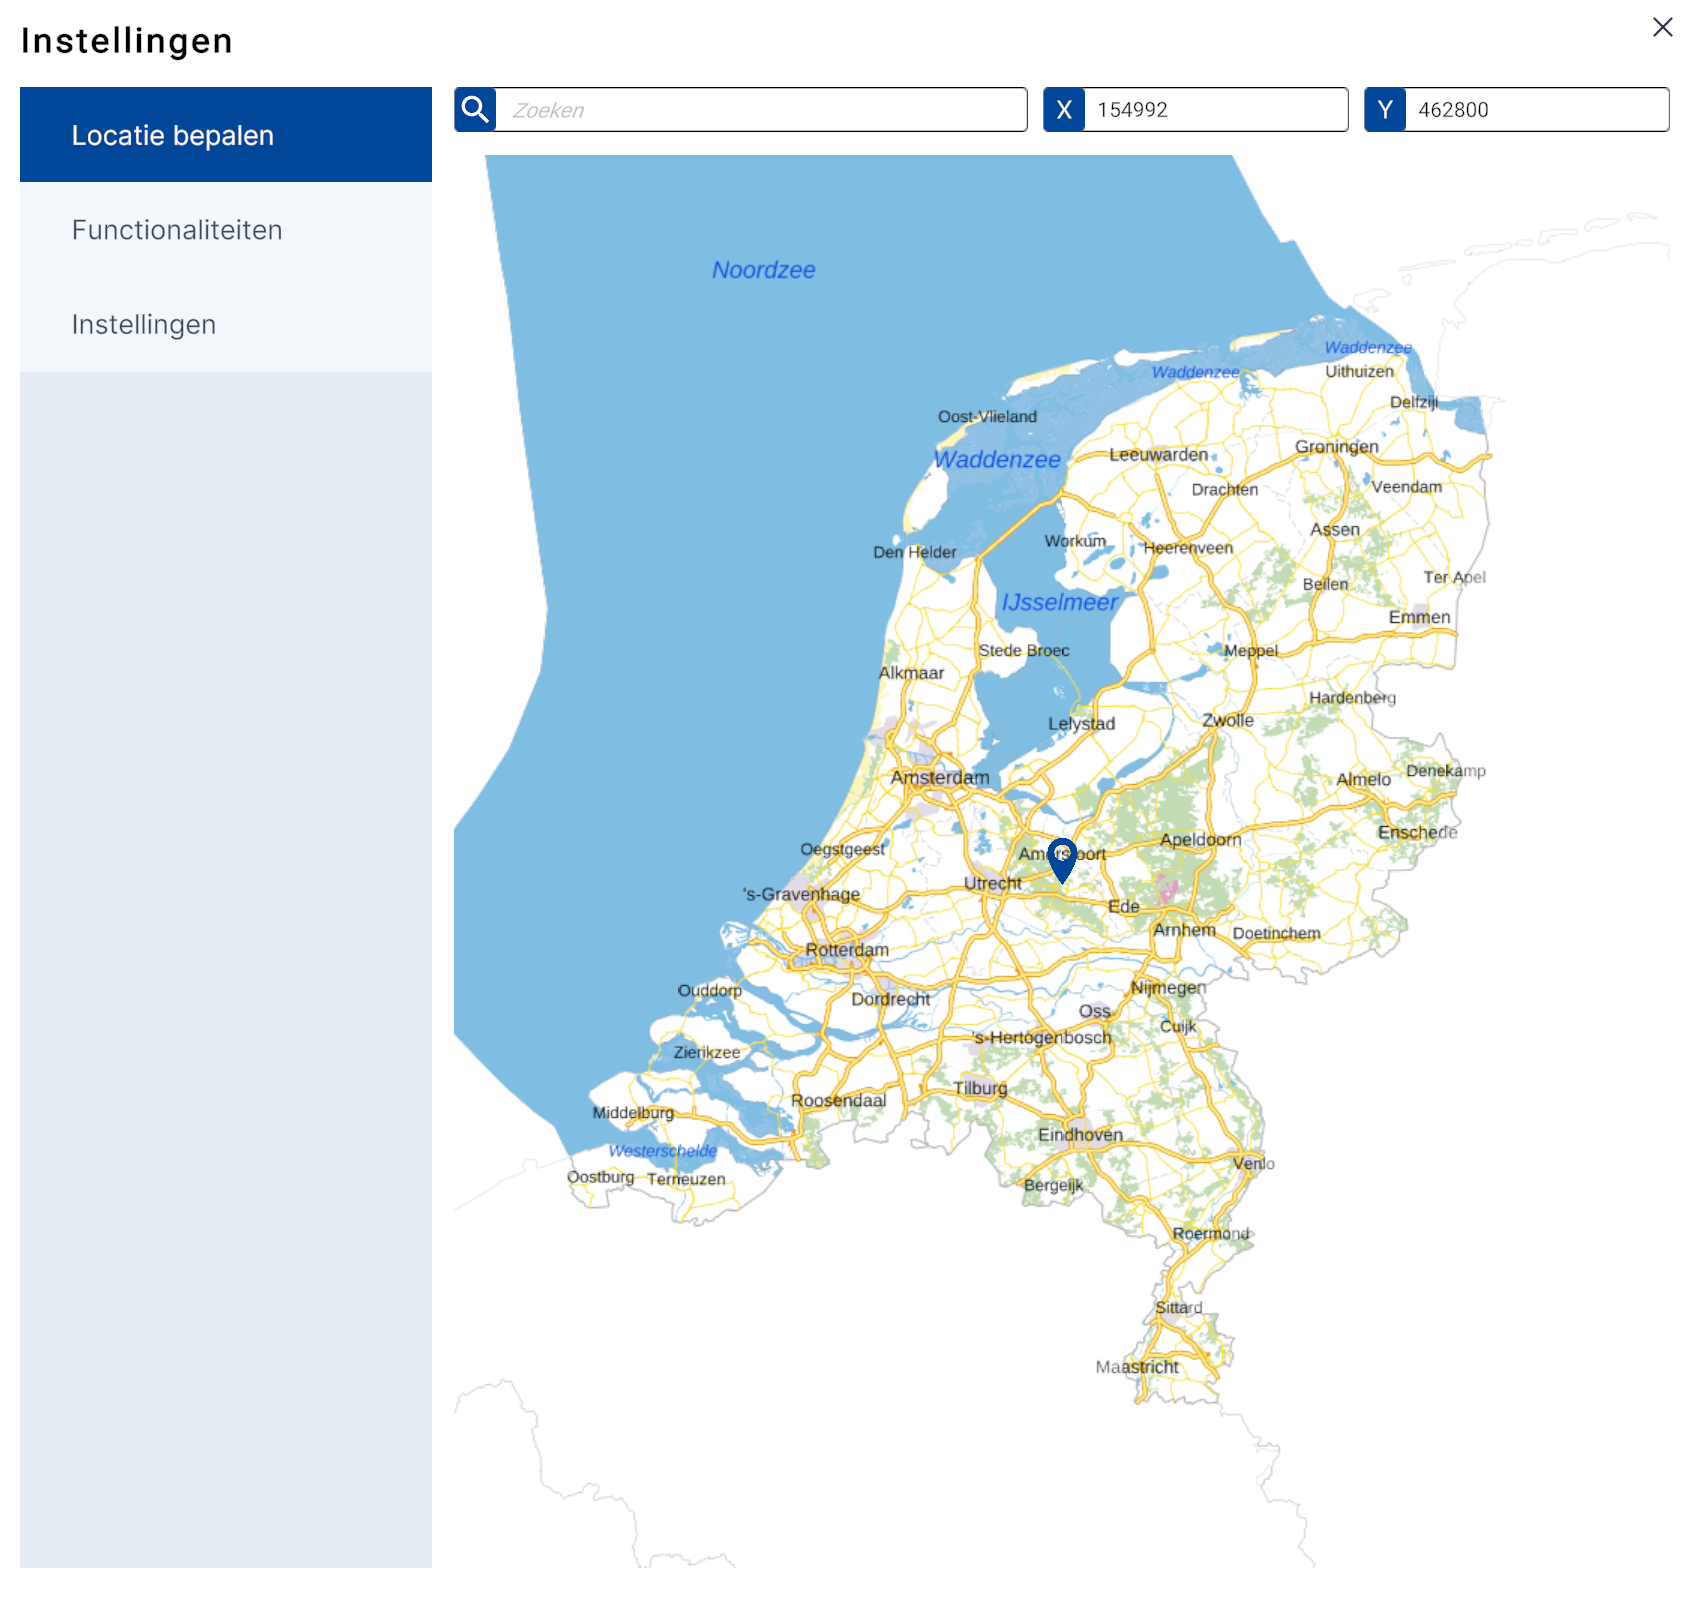 Instellingen
Locatie bepalen
Functionaliteiten
Instellingen
Zoeken
X 154992
Y 462800
Noordzee
Waddenzee
Waddenzee
Uithuizen
Delfzijl
Oost-Vlieland
Waddenzee
Leeuwarden
Groningen
Drachten
Veendam
Assen
Den Helder
Workum
Heerenveen
Beilen
Ter Apel
IJsselmeer
Emmen
Stede Broec
Meppel
Alkmaar
Hardenberg
Lelystad
Zwolle
Amsterdam
Almelo
Denekamp
Enschede
Oegstgeest
Amersfoort
Apeldoorn
Utrecht
's-Gravenhage
Ede
Arnhem
Doetinchem
Rotterdam
Ouddorp
Dordrecht
Nijmegen
Oss
Cuijk
's-Hertogenbosch
Zierikzee
Tilburg
Roosendaal
Middelburg
Eindhoven
Westerschelde
Venlo
Oostburg
Terneuzen
Bergeijk
Roermond
Sittard
Maastricht